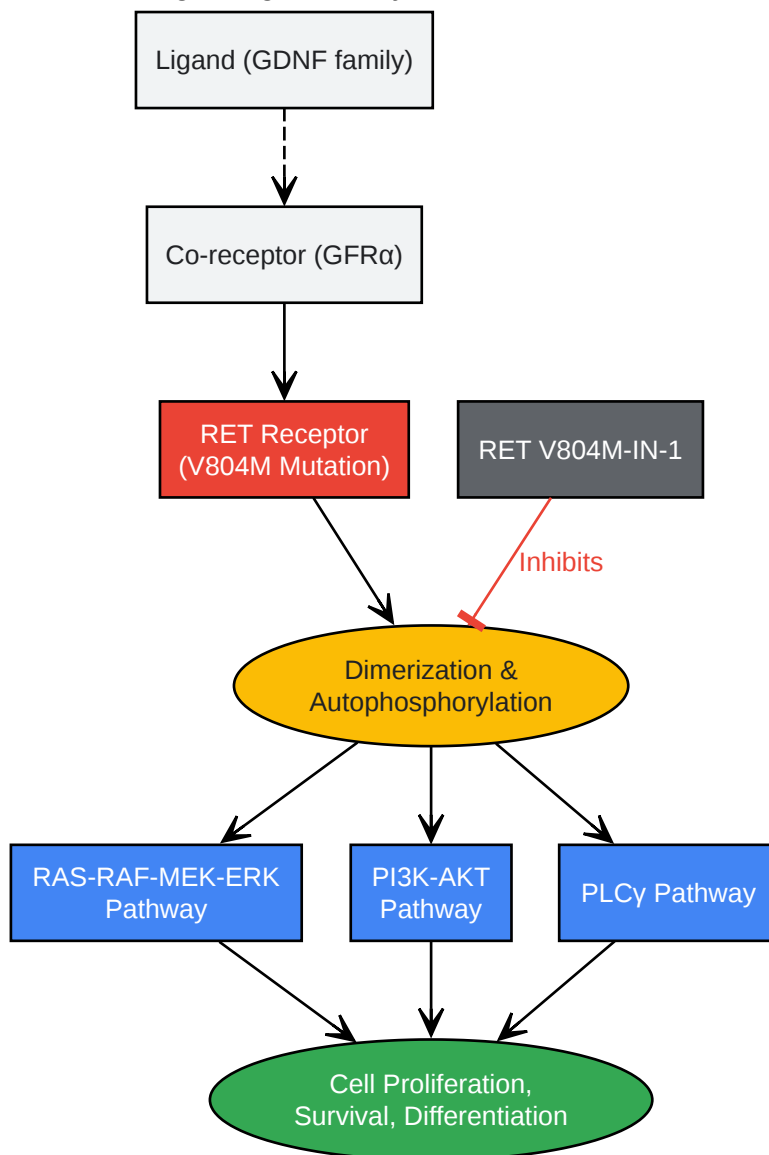 Ligand (GDNF family)
Co-receptor (GFRα)
RET Receptor
(V804M Mutation)
RET V804M-IN-1
Inhibits
Dimerization &
Autophosphorylation
RAS-RAF-MEK-ERK
Pathway
PI3K-AKT
Pathway
PLCγ Pathway
Cell Proliferation,
Survival, Differentiation